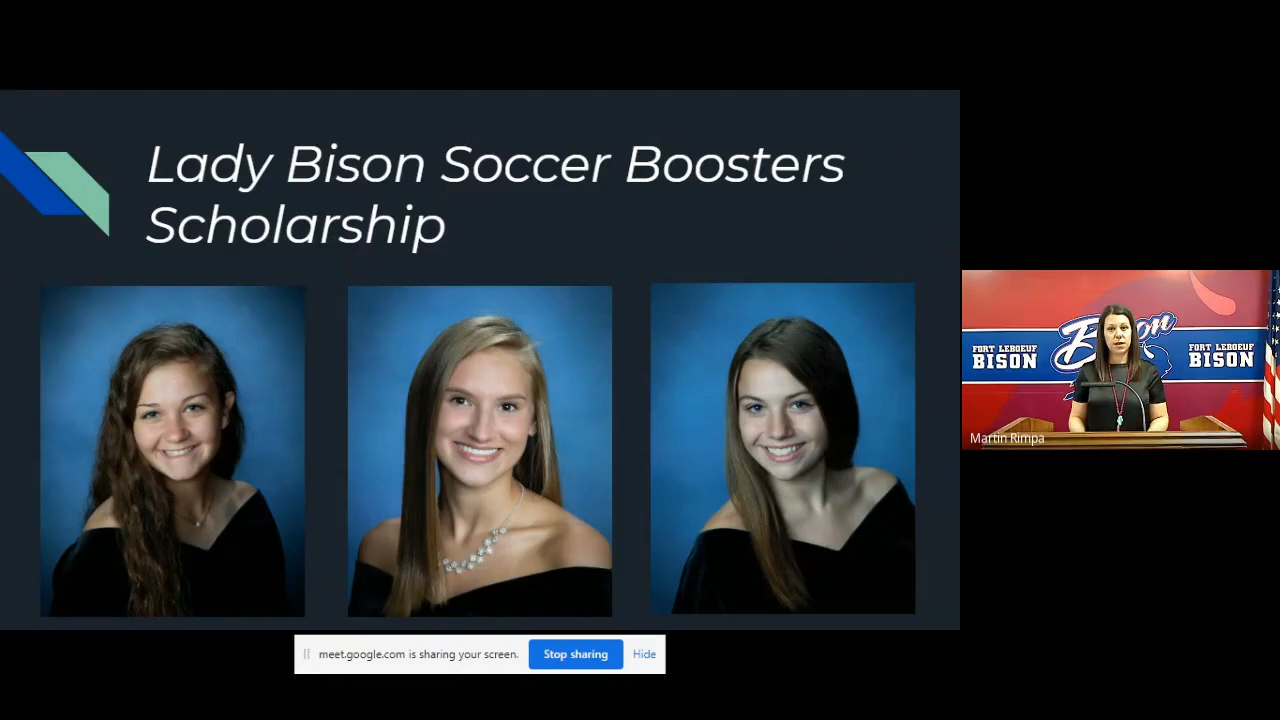 Lady Bison Soccer Boosters
Scholarship
FORT LEBOEUF
BISON
Bison
FORT LEBOEUF
BISON
Martin Rimpa
meet.google.com is sharing your screen.
Stop sharing
Hide